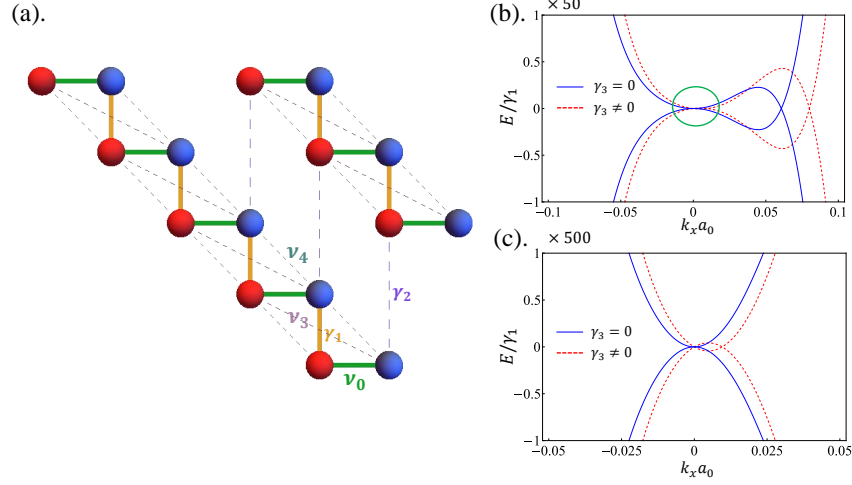 (a).
ν₄
ν₃
γ₁
γ₂
ν₀
(b).
× 50
E/γ₁
1
0.5
0
-0.5
-1
γ₃ = 0
γ₃ ≠ 0
-0.1
-0.05
0
0.05
0.1
kₓa₀
(c).
× 500
E/γ₁
1
0.5
0
-0.5
-1
γ₃ = 0
γ₃ ≠ 0
-0.05
-0.025
0
0.025
0.05
kₓa₀